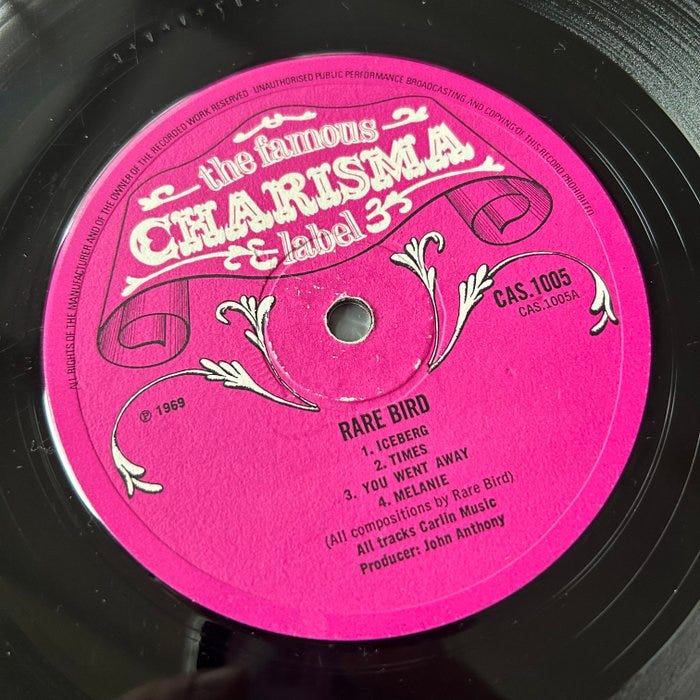 ALL RIGHTS OF THE MANUFACTURER AND OF THE OWNER OF THE RECORDED WORK RESERVED UNAUTHORISED PUBLIC PERFORMANCE BROADCASTING AND COPYING OF THIS RECORD PROHIBITED
the famous
CHARISMA
label
CAS.1005
CAS.1005A
℗ 1969
RARE BIRD
1. ICEBERG
2. TIMES
3. YOU WENT AWAY
4. MELANIE
(All compositions by Rare Bird)
All tracks Carlin Music
Producer: John Anthony